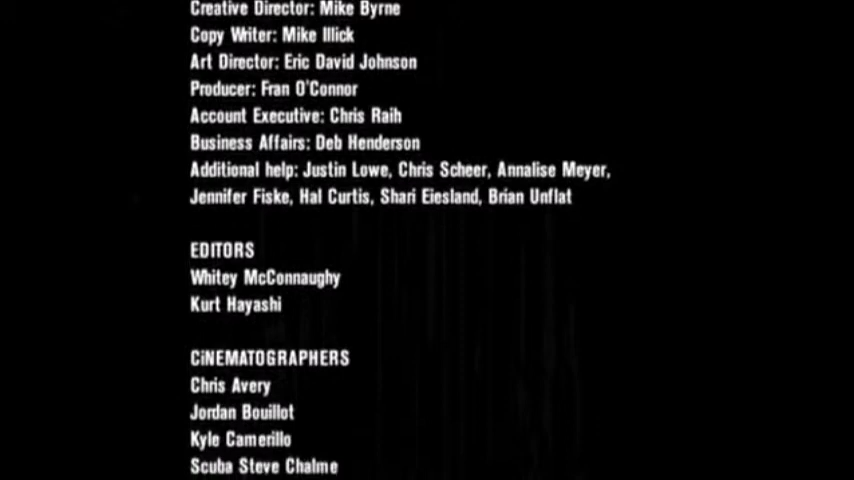 Creative Director: Mike Byrne
Copy Writer: Mike Illick
Art Director: Eric David Johnson
Producer: Fran O'Connor
Account Executive: Chris Raih
Business Affairs: Deb Henderson
Additional help: Justin Lowe, Chris Scheer, Annalise Meyer,
Jennifer Fiske, Hal Curtis, Shari Eiesland, Brian Unflat
EDITORS
Whitey McConnaughy
Kurt Hayashi
CiNEMATOGRAPHERS
Chris Avery
Jordan Bouillot
Kyle Camerillo
Scuba Steve Chalme